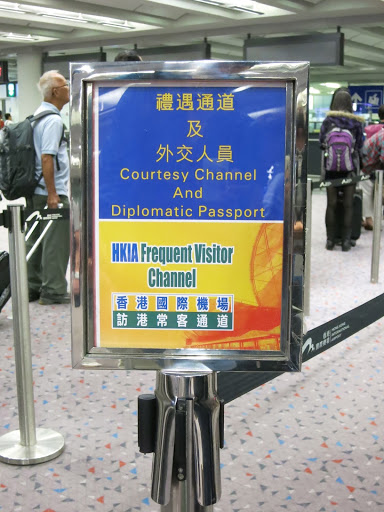 禮遇通道
及
外交人員
Courtesy Channel
And
Diplomatic Passport
HKIA Frequent Visitor
Channel
香港國際機場
訪港常客通道